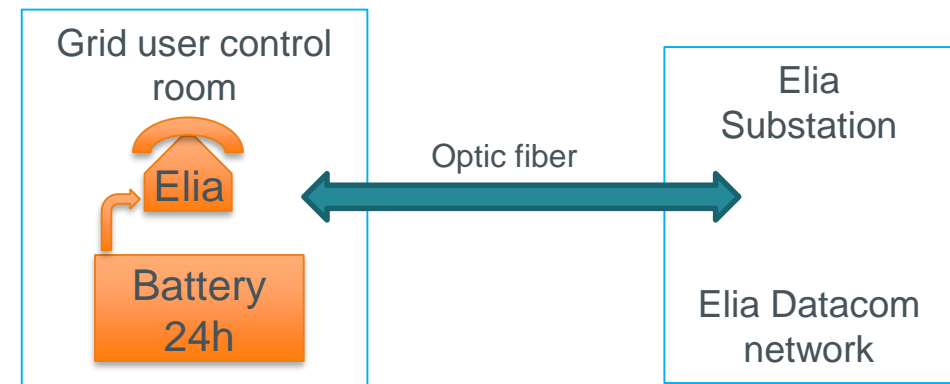 Grid user control
room
Elia
Battery
24h
Optic fiber
Elia
Substation
Elia Datacom
network